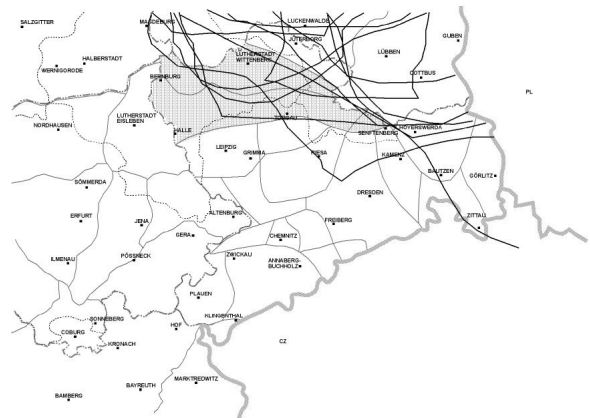 SALZGITTER
MAGDEBURG
LUCKENWALDE
GUBEN
JÜTERBOG
HALBERSTADT
LUTHERSTADT
WITTENBERG
LÜBBEN
WERNIGORODE
BERNBURG
COTTBUS
PL
LUTHERSTADT
EISLEBEN
TORGAU
NORDHAUSEN
HALLE
SENFTENBERG
HOYERSWERDA
LEIPZIG
GRIMMA
RIESA
KAMENZ
BAUTZEN
GÖRLITZ
SÖMMERDA
DRESDEN
ERFURT
JENA
ALTENBURG
FREIBERG
ZITTAU
GERA
CHEMNITZ
ILMENAU
PÖSSNECK
ZWICKAU
ANNABERG-
BUCHHOLZ
PLAUEN
SONNEBERG
KLINGENTHAL
COBURG
HOF
KRONACH
CZ
BAYREUTH
MARKTREDWITZ
BAMBERG